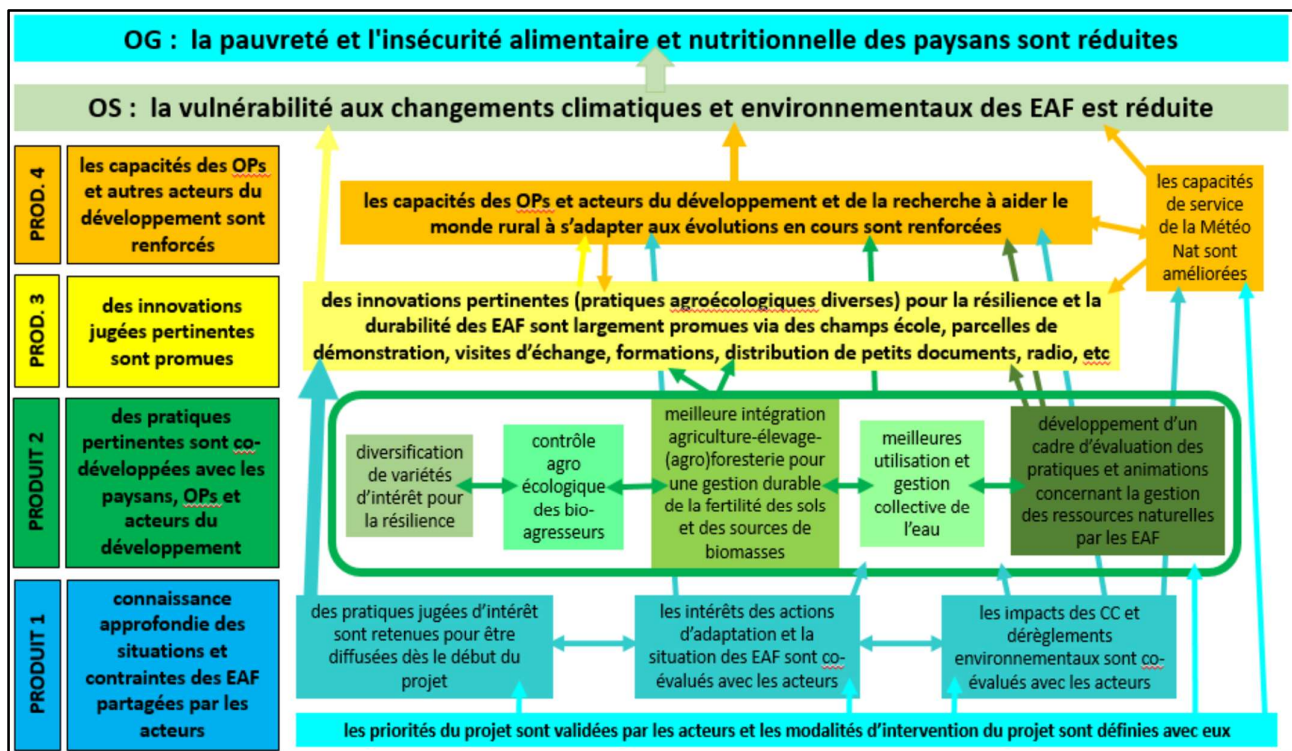 OG : la pauvreté et l'insécurité alimentaire et nutritionnelle des paysans sont réduites
OS : la vulnérabilité aux changements climatiques et environnementaux des EAF est réduite
PROD. 4
les capacités des OPs
et autres acteurs du
développement sont
renforcés
les capacités des OPs et acteurs du développement et de la recherche à aider le
monde rural à s'adapter aux évolutions en cours sont renforcées
les capacités
de service
de la Météo
Nat sont
améliorées
PROD. 3
des innovations
jugées pertinentes
sont promues
des innovations pertinentes (pratiques agroécologiques diverses) pour la résilience et la
durabilité des EAF sont largement promues via des champs école, parcelles de
démonstration, visites d'échange, formations, distribution de petits documents, radio, etc
PRODUIT 2
des pratiques
pertinentes sont co-
développées avec les
paysans, OPs et
acteurs du
développement
diversification
de variétés
d'intérêt pour
la résilience
contrôle
agro
écologique
des bio-
agresseurs
meilleure intégration
agriculture-élevage-
(agro)foresterie pour
une gestion durable
de la fertilité des sols
et des sources de
biomasses
meilleures
utilisation et
gestion
collective de
l'eau
développement d'un
cadre d'évaluation des
pratiques et animations
concernant la gestion
des ressources naturelles
par les EAF
PRODUIT 1
connaissance
approfondie des
situations et
contraintes des EAF
partagées par les
acteurs
des pratiques jugées d'intérêt
sont retenues pour être
diffusées dès le début du
projet
les intérêts des actions
d'adaptation et la
situation des EAF sont co-
évalués avec les acteurs
les impacts des CC et
dérèglements
environnementaux sont co-
évalués avec les acteurs
les priorités du projet sont validées par les acteurs et les modalités d'intervention du projet sont définies avec eux